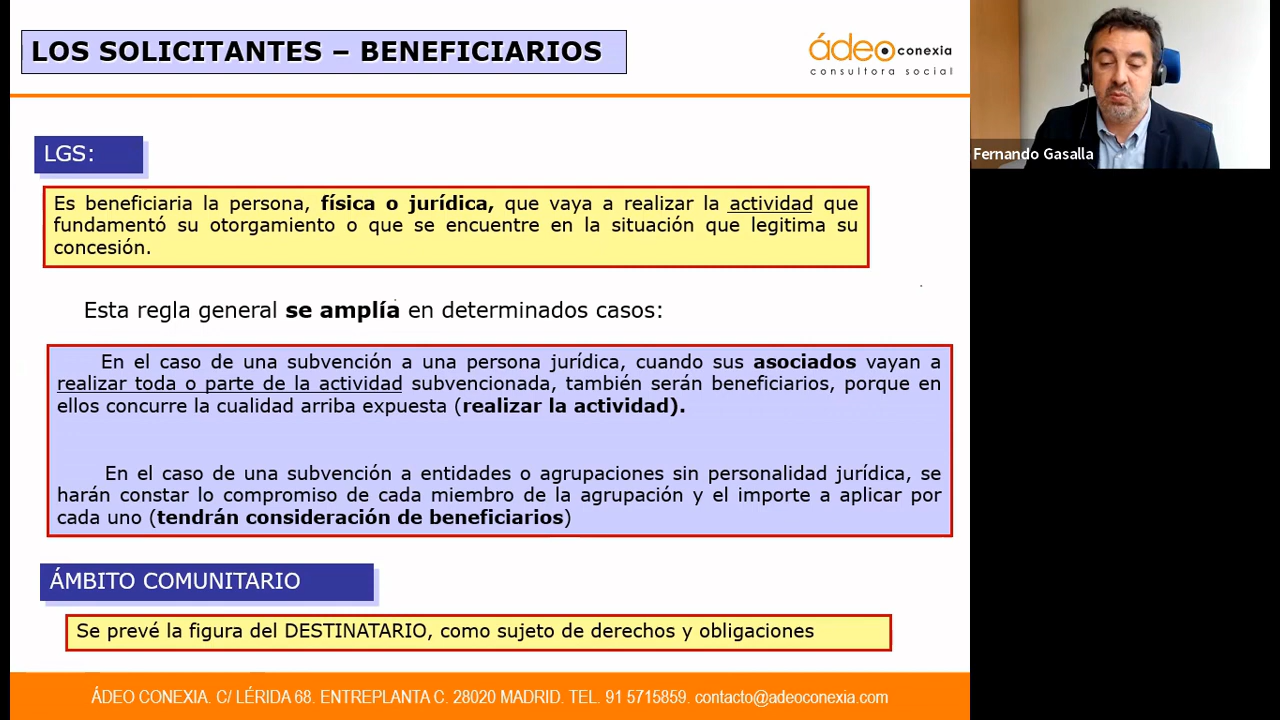 LOS SOLICITANTES – BENEFICIARIOS
ádeo conexia
consultora social
Fernando Gasalla
LGS:
Es beneficiaria la persona, física o jurídica, que vaya a realizar la actividad que
fundamentó su otorgamiento o que se encuentre en la situación que legitima su
concesión.
Esta regla general se amplía en determinados casos:
En el caso de una subvención a una persona jurídica, cuando sus asociados vayan a
realizar toda o parte de la actividad subvencionada, también serán beneficiarios, porque en
ellos concurre la cualidad arriba expuesta (realizar la actividad).
En el caso de una subvención a entidades o agrupaciones sin personalidad jurídica, se
harán constar lo compromiso de cada miembro de la agrupación y el importe a aplicar por
cada uno (tendrán consideración de beneficiarios)
ÁMBITO COMUNITARIO
Se prevé la figura del DESTINATARIO, como sujeto de derechos y obligaciones
ÁDEO CONEXIA. C/ LÉRIDA 68. ENTREPLANTA C. 28020 MADRID. TEL. 91 5715859. contacto@adeoconexia.com